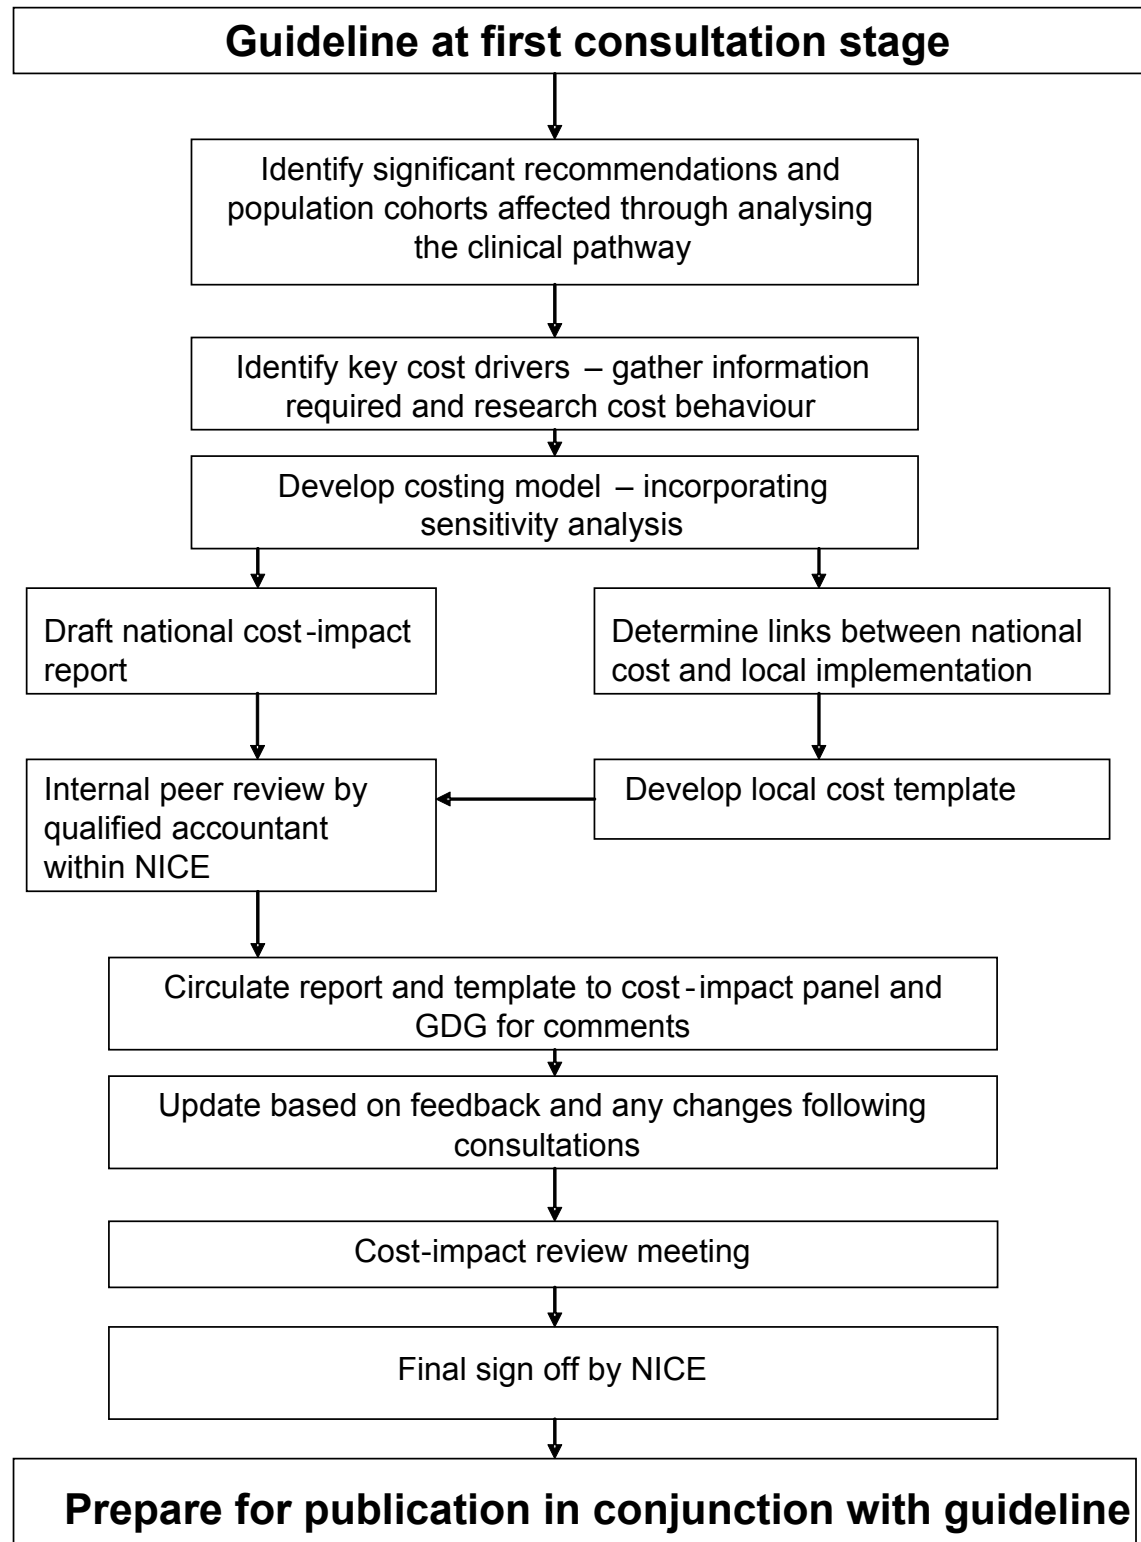 Guideline at first consultation stage
Identify significant recommendations and
population cohorts affected through analysing
the clinical pathway
Identify key cost drivers – gather information
required and research cost behaviour
Develop costing model – incorporating
sensitivity analysis
Draft national cost-impact
report
Determine links between national
cost and local implementation
Internal peer review by
qualified accountant
within NICE
Develop local cost template
Circulate report and template to cost-impact panel and
GDG for comments
Update based on feedback and any changes following
consultations
Cost-impact review meeting
Final sign off by NICE
Prepare for publication in conjunction with guideline